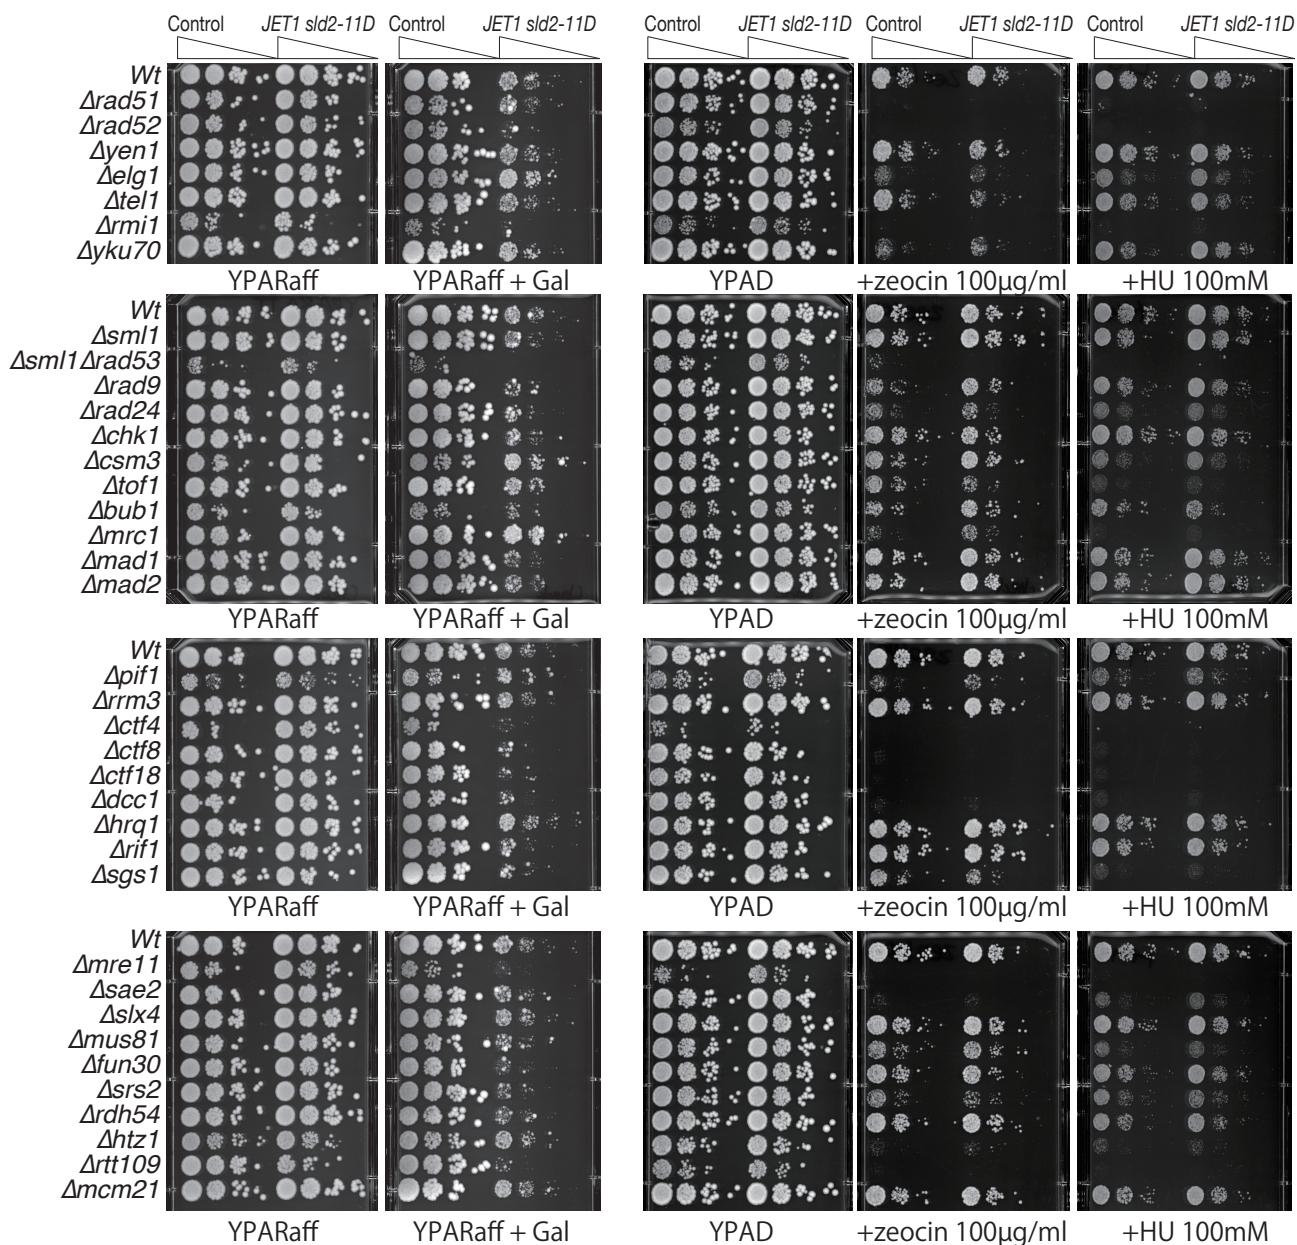 Control JET1 sld2-11D Control JET1 sld2-11D Control JET1 sld2-11D Control JET1 sld2-11D Control JET1 sld2-11D
Wt
Δrad51
Δrad52
Δyen1
Δelg1
Δtel1
Δrmi1
Δyku70
YPARaff YPARaff + Gal YPAD +zeocin 100µg/ml +HU 100mM
Wt
Δsml1
Δsml1Δrad53
Δrad9
Δrad24
Δchk1
Δcsm3
Δtof1
Δbub1
Δmrc1
Δmad1
Δmad2
YPARaff YPARaff + Gal YPAD +zeocin 100µg/ml +HU 100mM
Wt
Δpif1
Δrrm3
Δctf4
Δctf8
Δctf18
Δdcc1
Δhrq1
Δrif1
Δsgs1
YPARaff YPARaff + Gal YPAD +zeocin 100µg/ml +HU 100mM
Wt
Δmre11
Δsae2
Δslx4
Δmus81
Δfun30
Δsrs2
Δrdh54
Δhtz1
Δrtt109
Δmcm21
YPARaff YPARaff + Gal YPAD +zeocin 100µg/ml +HU 100mM